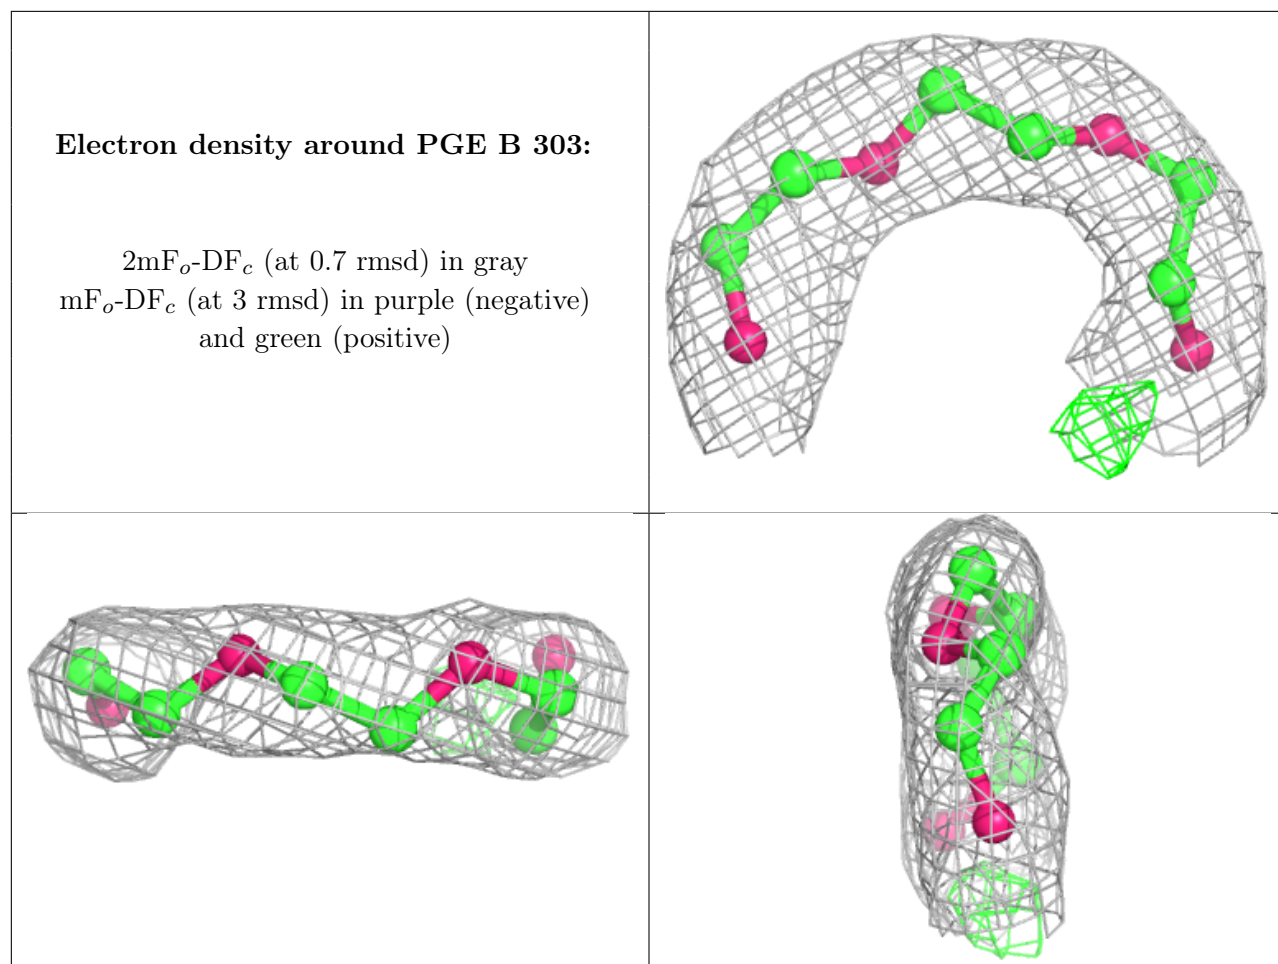 Electron density around PGE B 303:
2mFo-DFc (at 0.7 rmsd) in gray
mFo-DFc (at 3 rmsd) in purple (negative)
and green (positive)